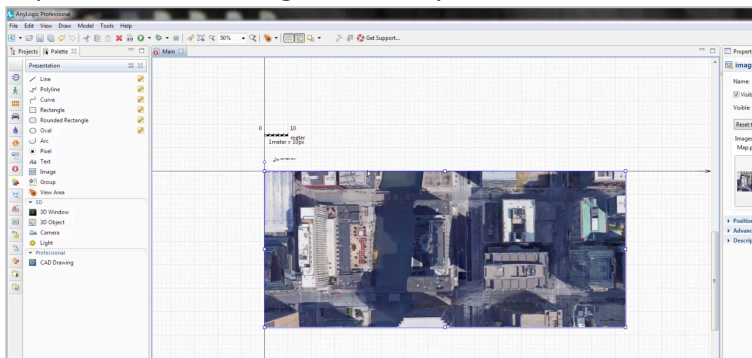 AnyLogic Professional
File Edit View Draw Model Tools Help
50% Get Support...
Projects Palette Main Propert
Presentation
Line
Polyline
Curve
Rectangle
Rounded Rectangle
Oval
Arc
Pixel
Aa Text
Image
Group
View Area
3D
3D Window
3D Object
Camera
Light
Professional
CAD Drawing
0 10
meter
1meter = 10px
imag
Name:
Visib
Visible:
Reset t
Images
Map.p
Position
Advanc
Descrip